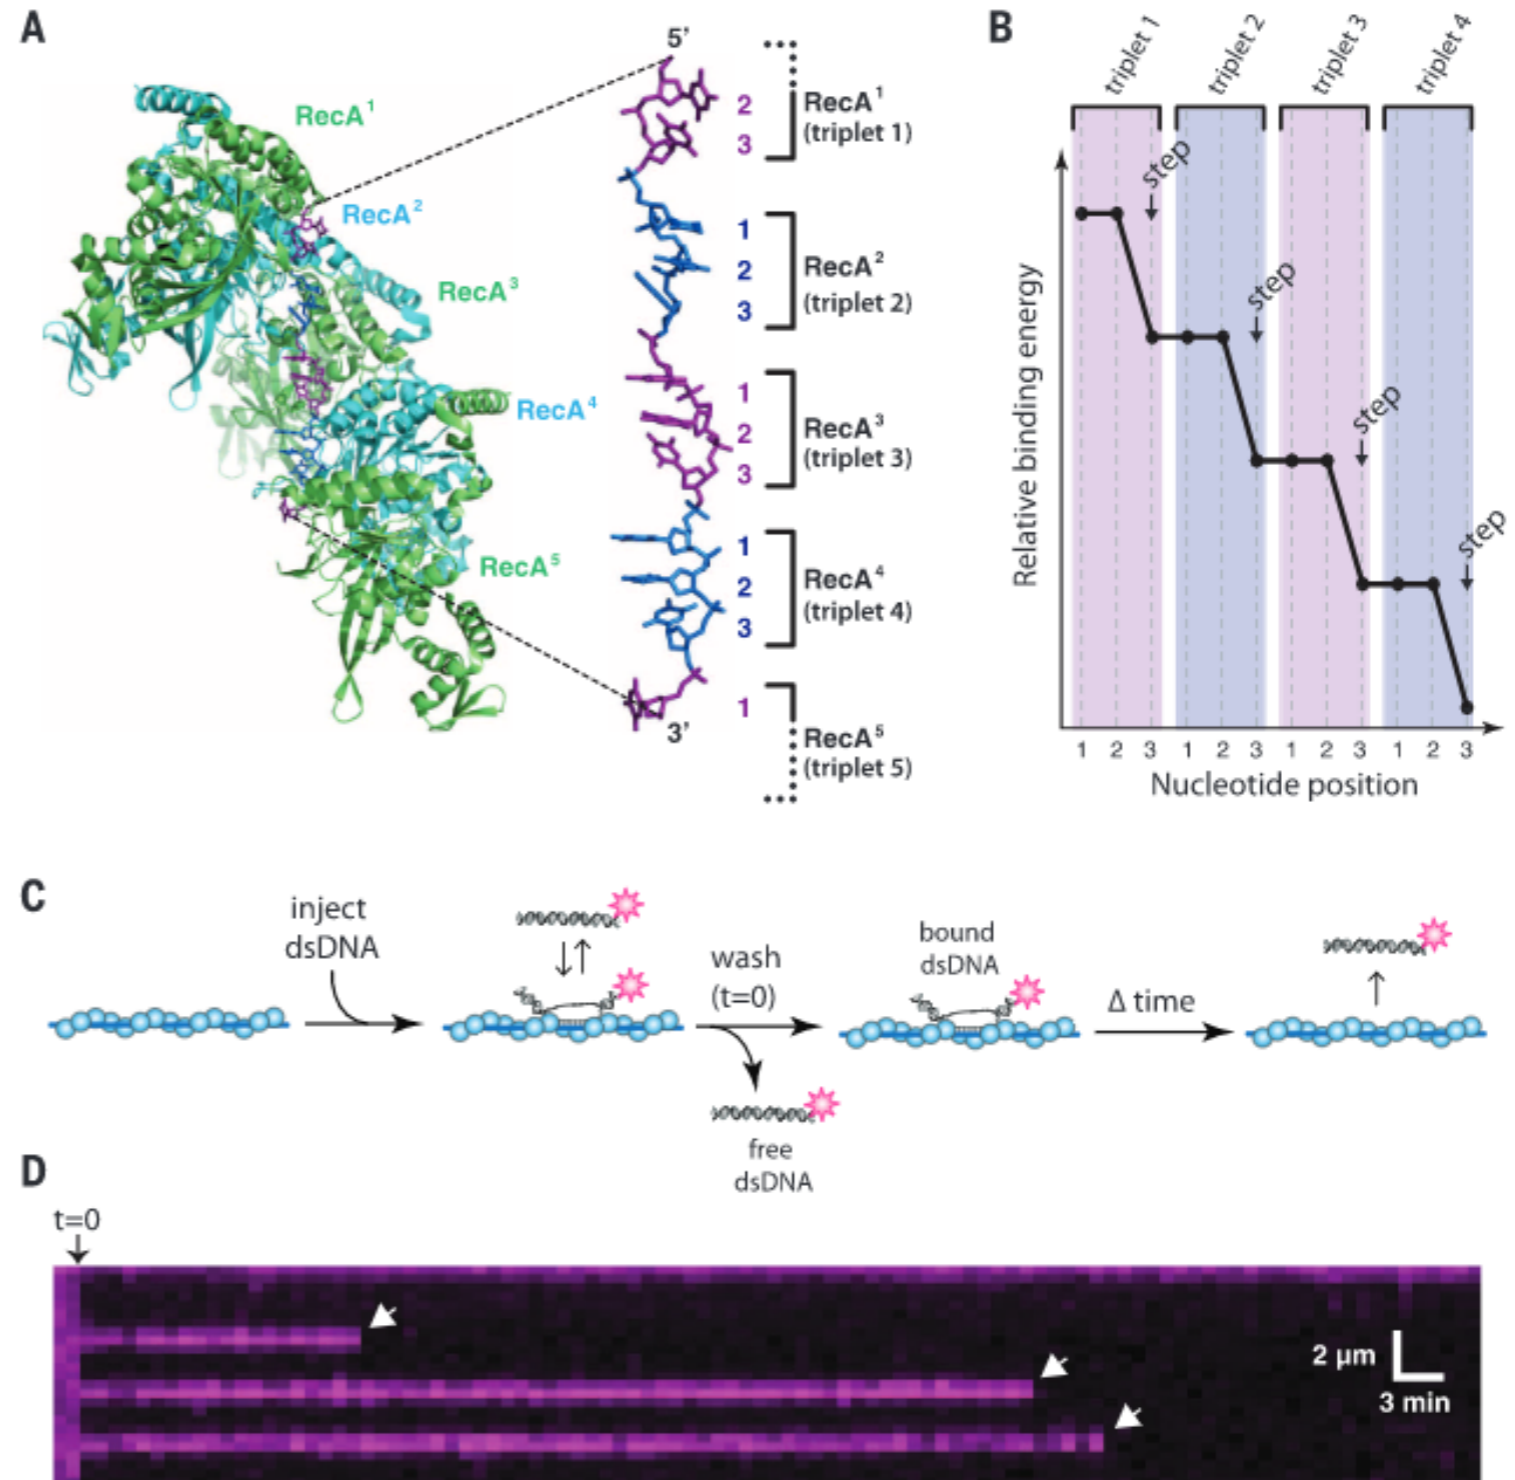 A
RecA¹
RecA²
RecA³
RecA⁴
RecA⁵
5’
2
3
RecA¹
(triplet 1)
1
2
3
RecA²
(triplet 2)
1
2
3
RecA³
(triplet 3)
1
2
3
RecA⁴
(triplet 4)
1
3’
RecA⁵
(triplet 5)
B
triplet 1
triplet 2
triplet 3
triplet 4
step
step
step
step
Relative binding energy
1 2 3 1 2 3 1 2 3 1 2 3
Nucleotide position
C
inject
dsDNA
wash
(t=0)
free
dsDNA
bound
dsDNA
Δ time
D
t=0
2 µm
3 min